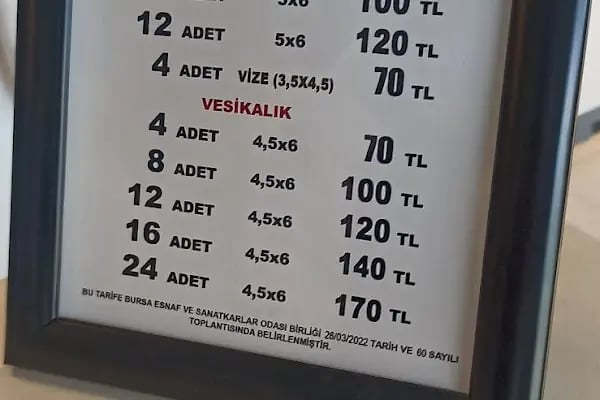 100 TL
12 ADET 5x6 120 TL
4 ADET VİZE (3,5X4,5) 70 TL
VESİKALIK
4 ADET 4,5x6 70 TL
8 ADET 4,5x6 100 TL
12 ADET 4,5x6 120 TL
16 ADET 4,5x6 140 TL
24 ADET 4,5x6 170 TL
BU TARİFE BURSA ESNAF VE SANATKARLAR ODASI BİRLİĞİ 28/03/2022 TARİH VE 60 SAYILI
TOPLANTISINDA BELİRLENMİŞTİR.